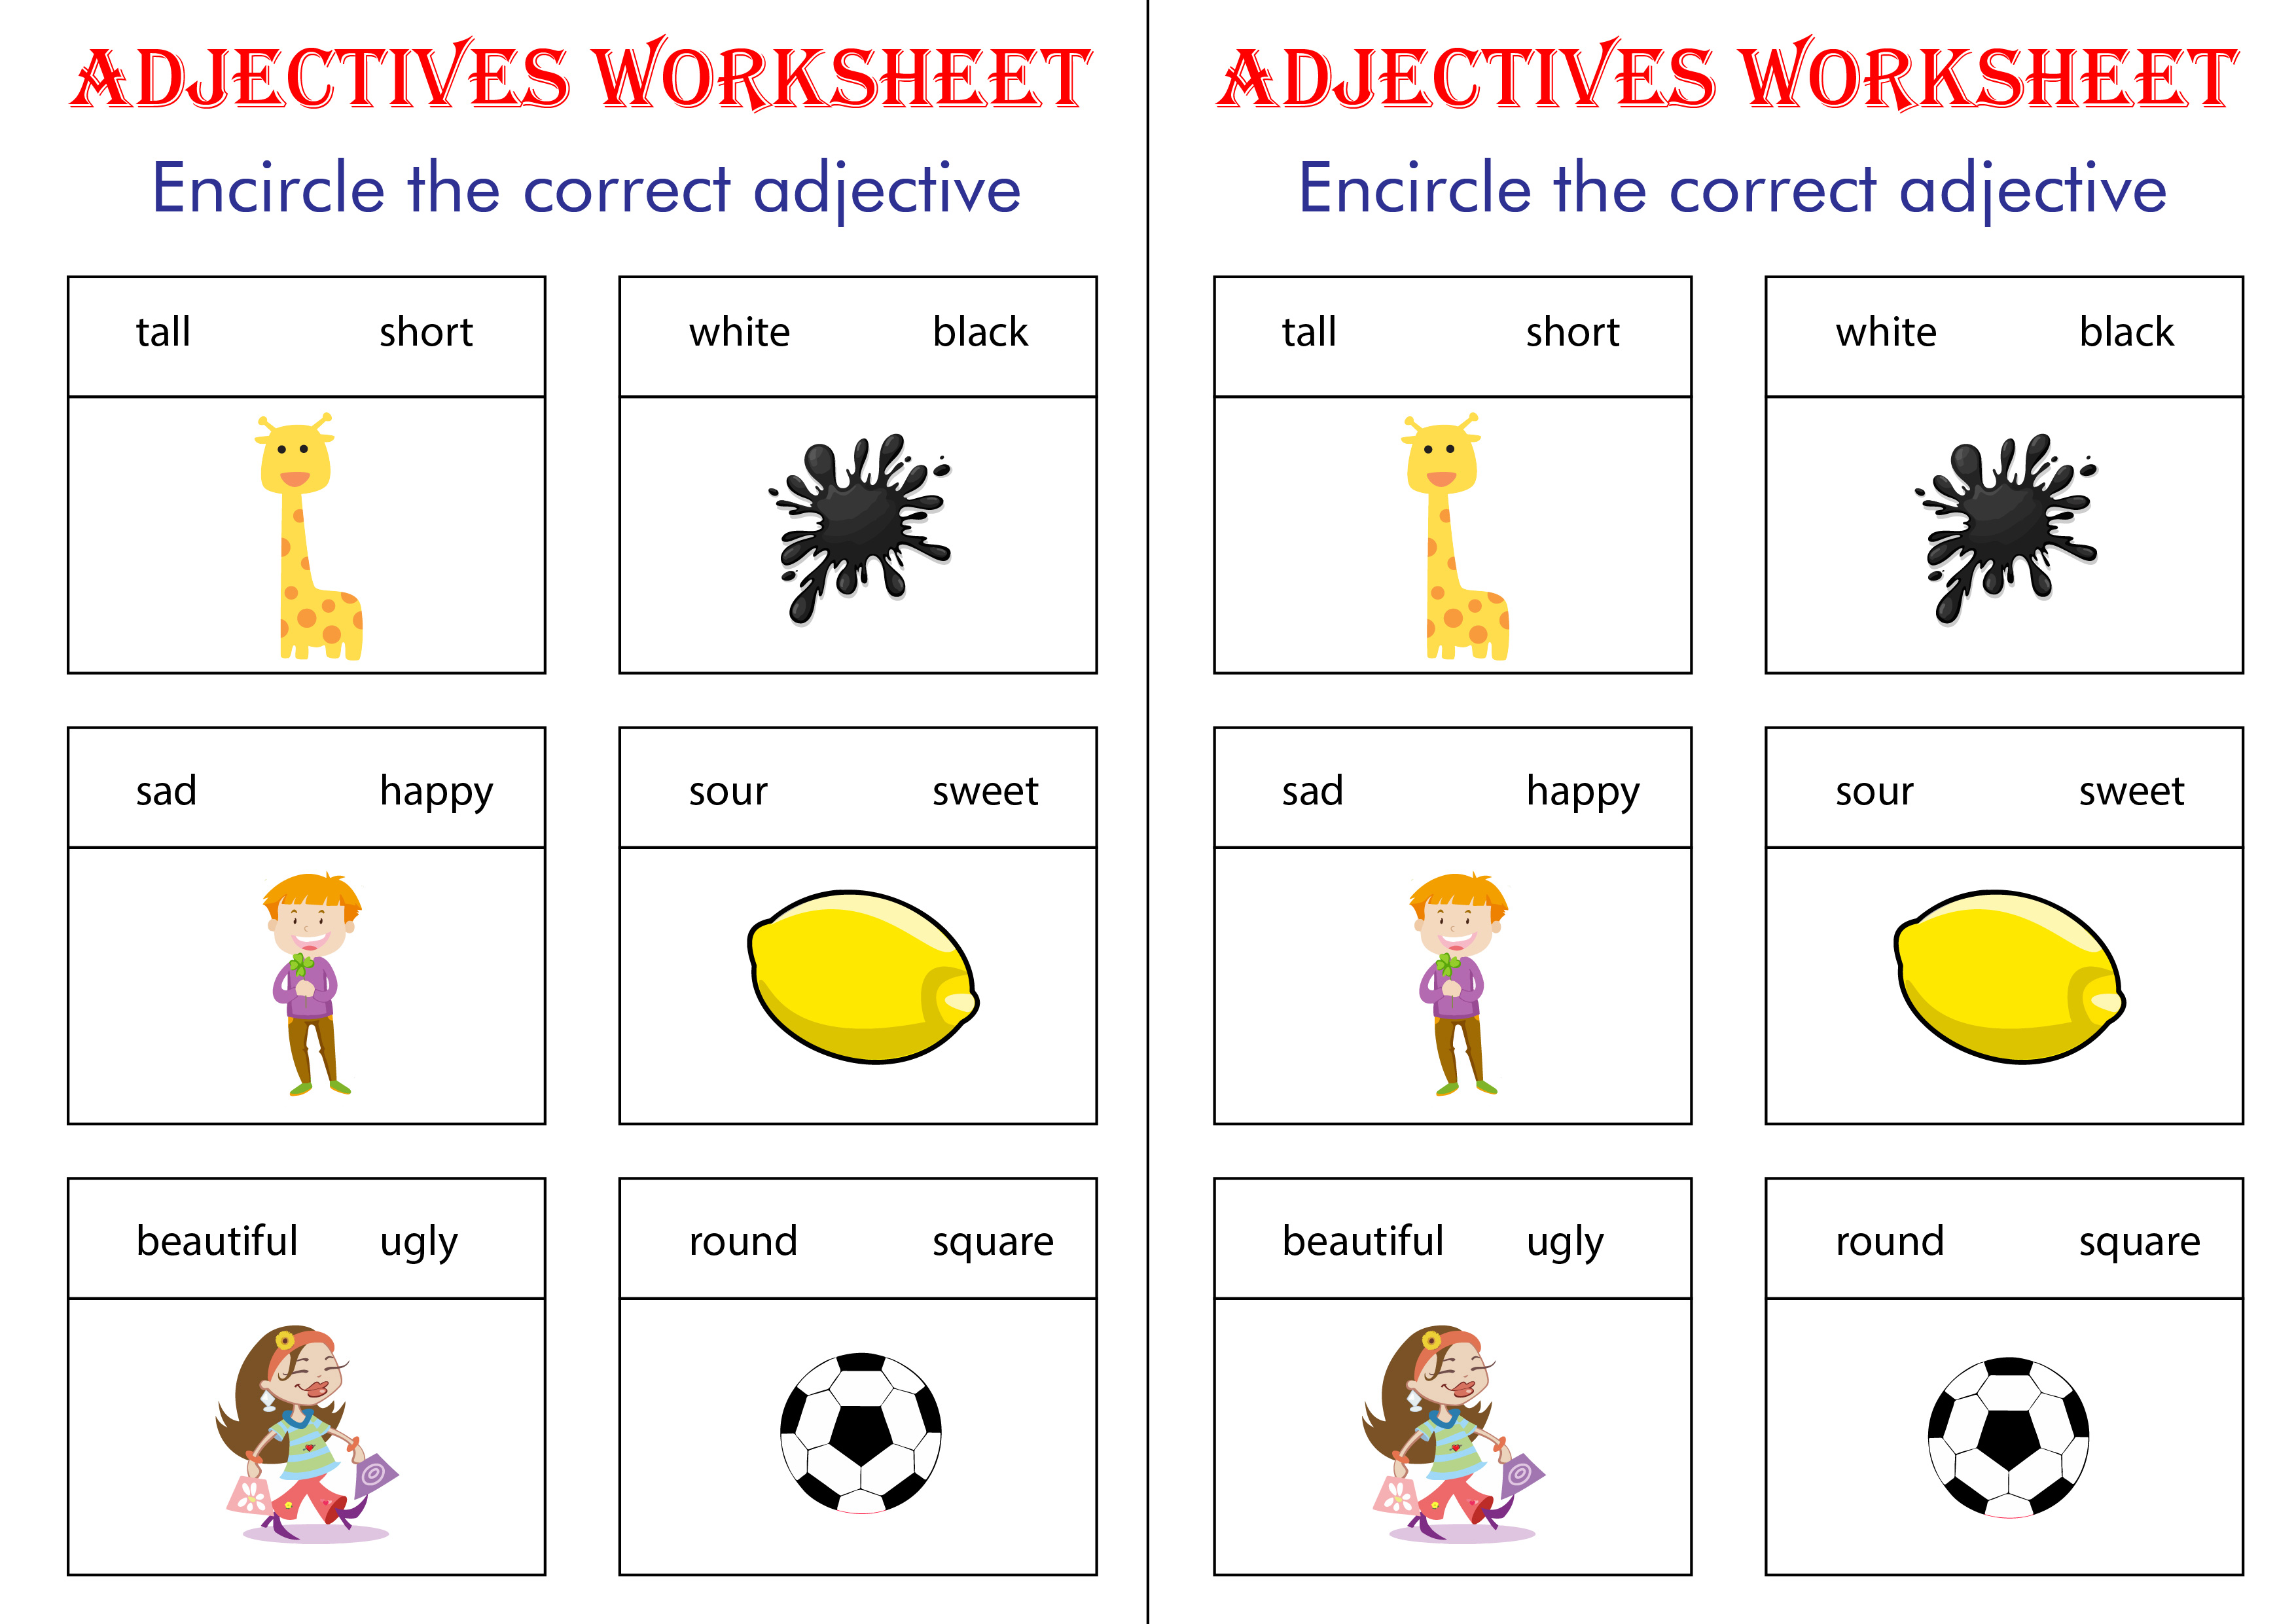 ADJECTIVES WORKSHEET
Encircle the correct adjective
tall short
white black
sad happy
sour sweet
beautiful ugly
round square
ADJECTIVES WORKSHEET
Encircle the correct adjective
tall short
white black
sad happy
sour sweet
beautiful ugly
round square